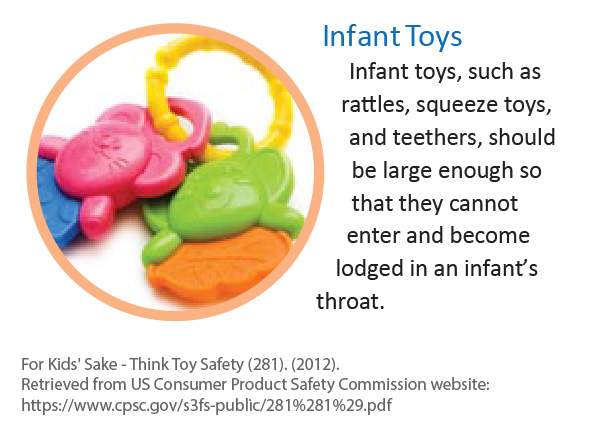 Infant Toys
Infant toys, such as
rattles, squeeze toys,
and teethers, should
be large enough so
that they cannot
enter and become
lodged in an infant's
throat.
For Kids' Sake - Think Toy Safety (281). (2012).
Retrieved from US Consumer Product Safety Commission website:
https://www.cpsc.gov/s3fs-public/281%281%29.pdf